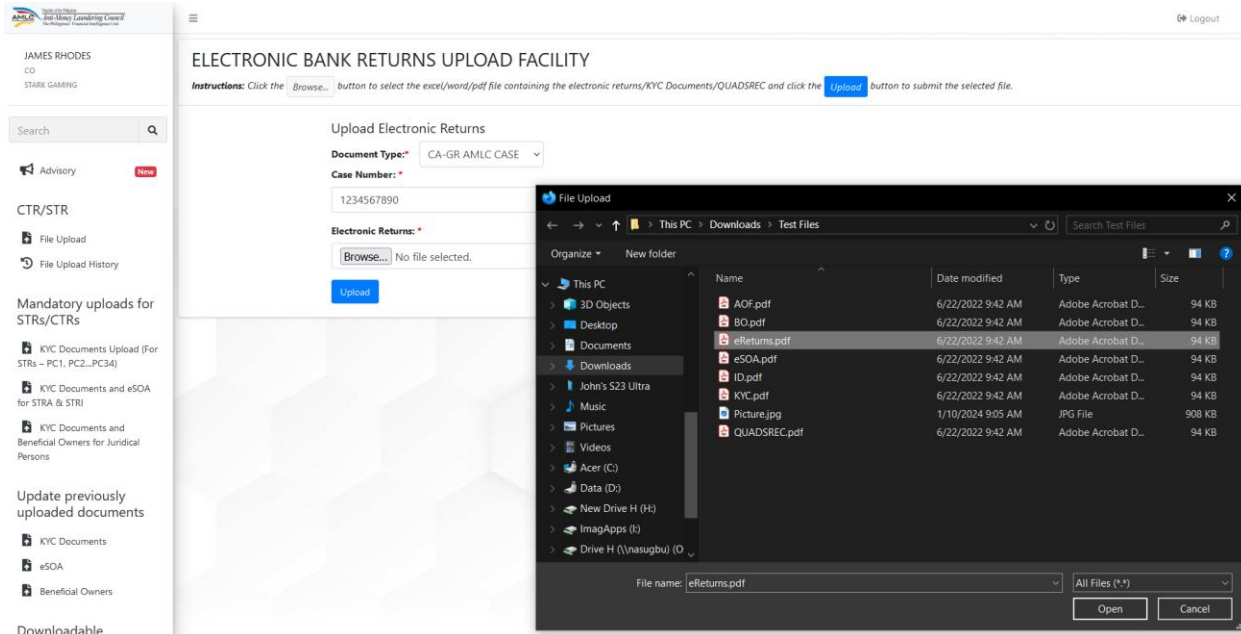 Republic of the Philippines
AMLC Anti-Money Laundering Council
The Philippines' Financial Intelligence Unit
Logout
JAMES RHODES
CO
STARK GAMING
Search
Advisory New
CTR/STR
File Upload
File Upload History
Mandatory uploads for
STRs/CTRs
KYC Documents Upload (For
STRs – PC1, PC2...PC34)
KYC Documents and eSOA
for STRA & STRI
KYC Documents and
Beneficial Owners for Juridical
Persons
Update previously
uploaded documents
KYC Documents
eSOA
Beneficial Owners
Downloadable
ELECTRONIC BANK RETURNS UPLOAD FACILITY
Instructions: Click the Browse... button to select the excel/word/pdf file containing the electronic returns/KYC Documents/QUADSREC and click the Upload button to submit the selected file.
Upload Electronic Returns
Document Type:* CA-GR AMLC CASE
Case Number: *
1234567890
Electronic Returns: *
Browse... No file selected.
Upload
File Upload
This PC > Downloads > Test Files
Search Test Files
Organize New folder
This PC
3D Objects
Desktop
Documents
Downloads
John's S23 Ultra
Music
Pictures
Videos
Acer (C:)
Data (D:)
New Drive H (H:)
ImagApps (I:)
Drive H (\\nasugbu) (O
Name Date modified Type Size
AOF.pdf 6/22/2022 9:42 AM Adobe Acrobat D... 94 KB
BO.pdf 6/22/2022 9:42 AM Adobe Acrobat D... 94 KB
eReturns.pdf 6/22/2022 9:42 AM Adobe Acrobat D... 94 KB
eSOA.pdf 6/22/2022 9:42 AM Adobe Acrobat D... 94 KB
ID.pdf 6/22/2022 9:42 AM Adobe Acrobat D... 94 KB
KYC.pdf 6/22/2022 9:42 AM Adobe Acrobat D... 94 KB
Picture.jpg 1/10/2024 9:05 AM JPG File 908 KB
QUADSREC.pdf 6/22/2022 9:42 AM Adobe Acrobat D... 94 KB
File name: eReturns.pdf All Files (*.*)
Open Cancel